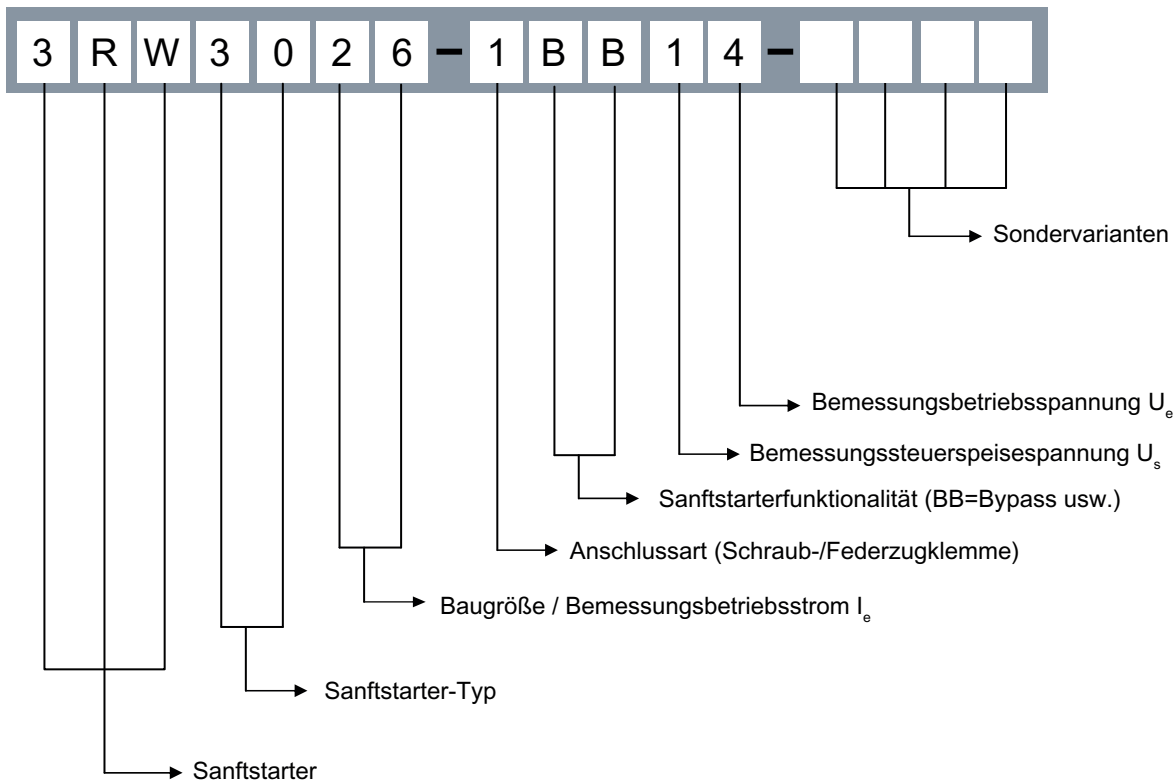 3 R W 3 0 2 6 – 1 B B 1 4 –
Sondervarianten
Bemessungsbetriebsspannung Uₑ
Bemessungssteuerspeisespannung Uₛ
Sanftstarterfunktionalität (BB=Bypass usw.)
Anschlussart (Schraub-/Federzugklemme)
Baugröße / Bemessungsbetriebsstrom Iₑ
Sanftstarter-Typ
Sanftstarter